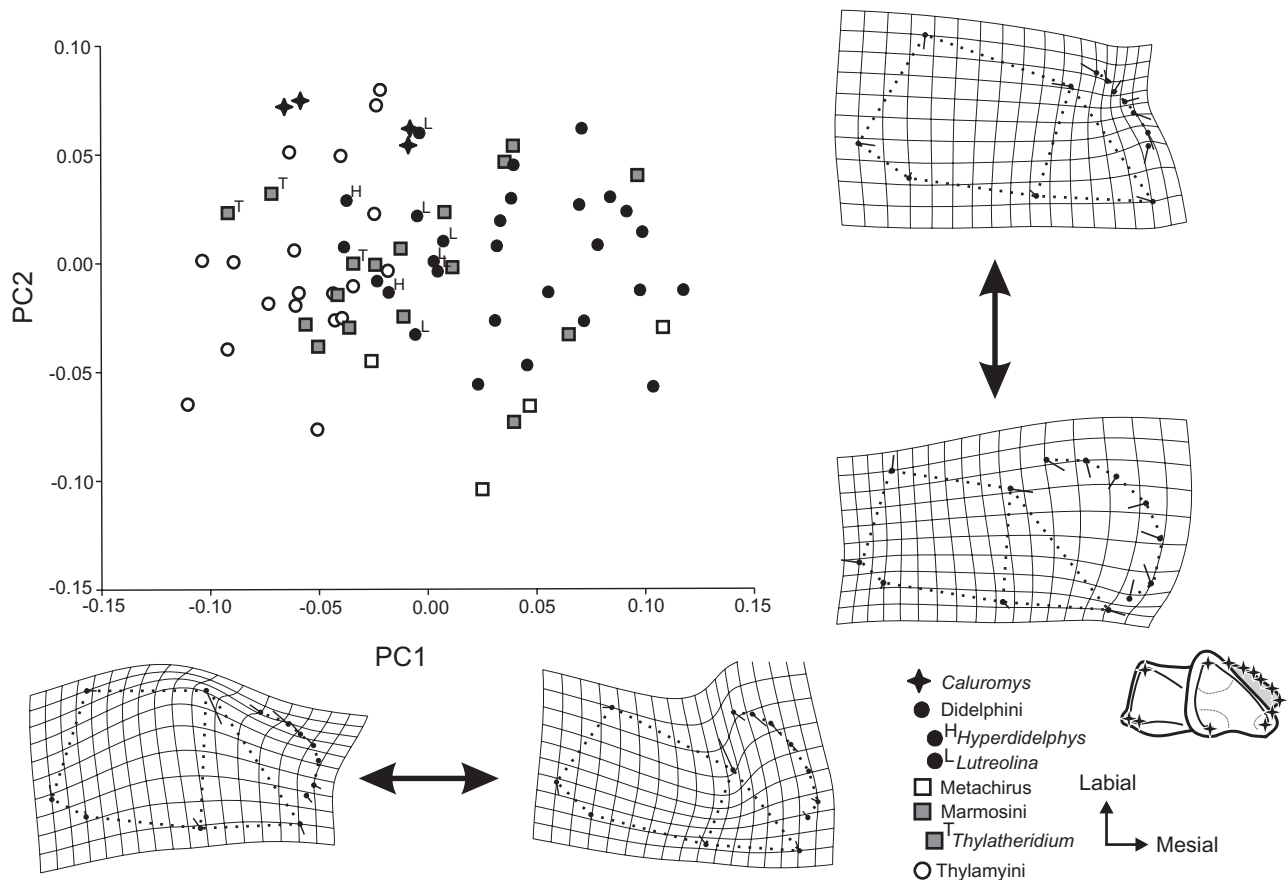 0.10
0.05
0.00
-0.05
-0.10
-0.15
PC2
-0.15
-0.10
-0.05
0.00
0.05
0.10
0.15
PC1
L
T
T
H
L
L
T
L
L
H
L
Caluromys
Didelphini
H Hyperdidelphys
L Lutreolina
Metachirus
Marmosini
T Thylatheridium
Thylamyini
Labial
Mesial